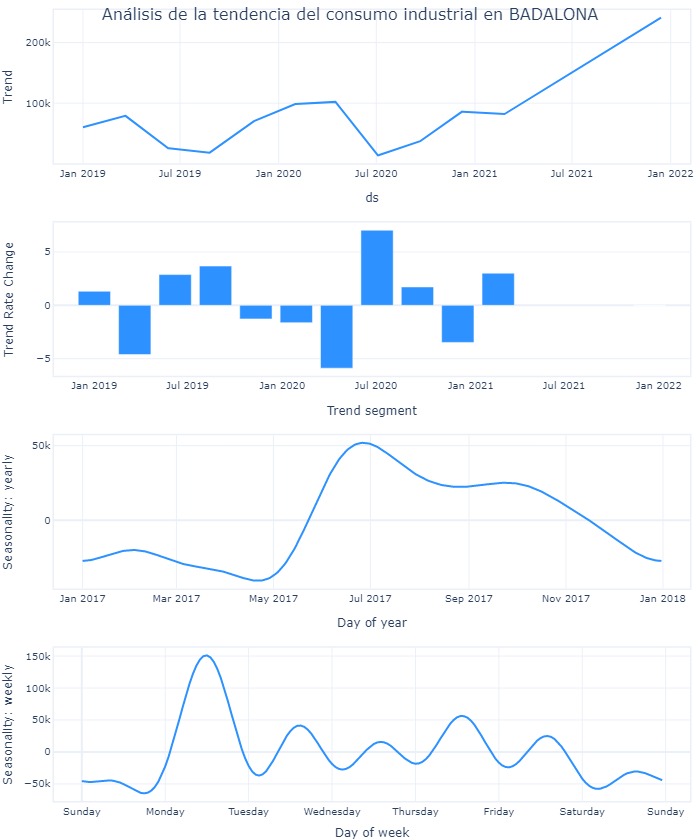 Análisis de la tendencia del consumo industrial en BADALONA
200k
100k
Trend
Jan 2019 Jul 2019 Jan 2020 Jul 2020 Jan 2021 Jul 2021 Jan 2022
ds
5
0
−5
Trend Rate Change
Jan 2019 Jul 2019 Jan 2020 Jul 2020 Jan 2021 Jul 2021 Jan 2022
Trend segment
50k
0
Seasonality: yearly
Jan 2017 Mar 2017 May 2017 Jul 2017 Sep 2017 Nov 2017 Jan 2018
Day of year
150k
100k
50k
0
−50k
Seasonality: weekly
Sunday Monday Tuesday Wednesday Thursday Friday Saturday Sunday
Day of week